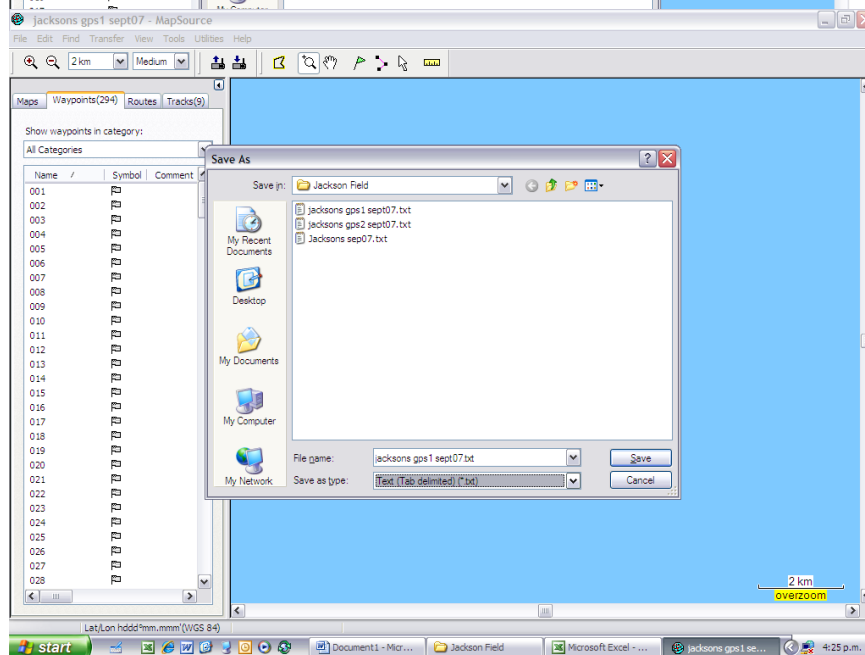 jacksons gps1 sept07 - MapSource
File Edit Find Transfer View Tools Utilities Help
2 km Medium
Maps Waypoints(294) Routes Tracks(9)
Show waypoints in category:
All Categories
Name / Symbol Comment
001
002
003
004
005
006
007
008
009
010
011
012
013
014
015
016
017
018
019
020
021
022
023
024
025
026
027
028
Save As
Save in: Jackson Field
jacksons gps1 sept07.txt
jacksons gps2 sept07.txt
Jacksons sep07.txt
My Recent
Documents
Desktop
My Documents
My Computer
My Network
File name: jacksons gps1 sept07.txt Save
Save as type: Text (Tab delimited) (*.txt) Cancel
2 km
overzoom
Lat/Lon hddd°mm.mmm'(WGS 84)
start Document1 - Micr... Jackson Field Microsoft Excel - ... jacksons gps1 se... 4:25 p.m.